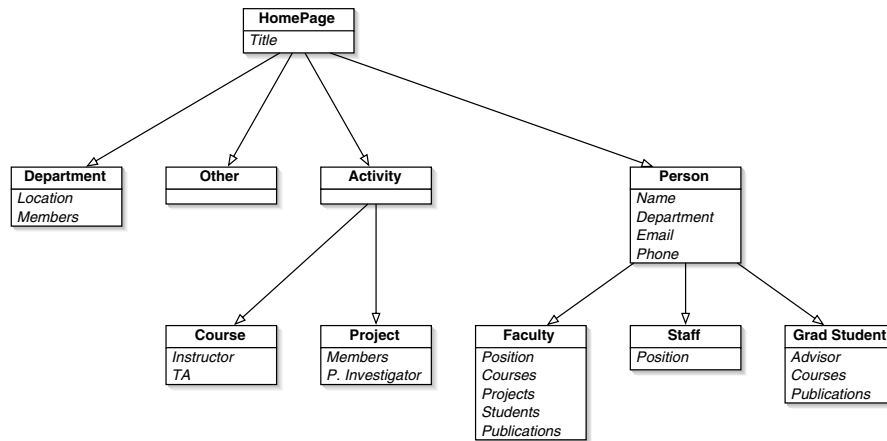 HomePage
Title
Department
Location
Members
Other
Activity
Person
Name
Department
Email
Phone
Course
Instructor
TA
Project
Members
P. Investigator
Faculty
Position
Courses
Projects
Students
Publications
Staff
Position
Grad Student
Advisor
Courses
Publications